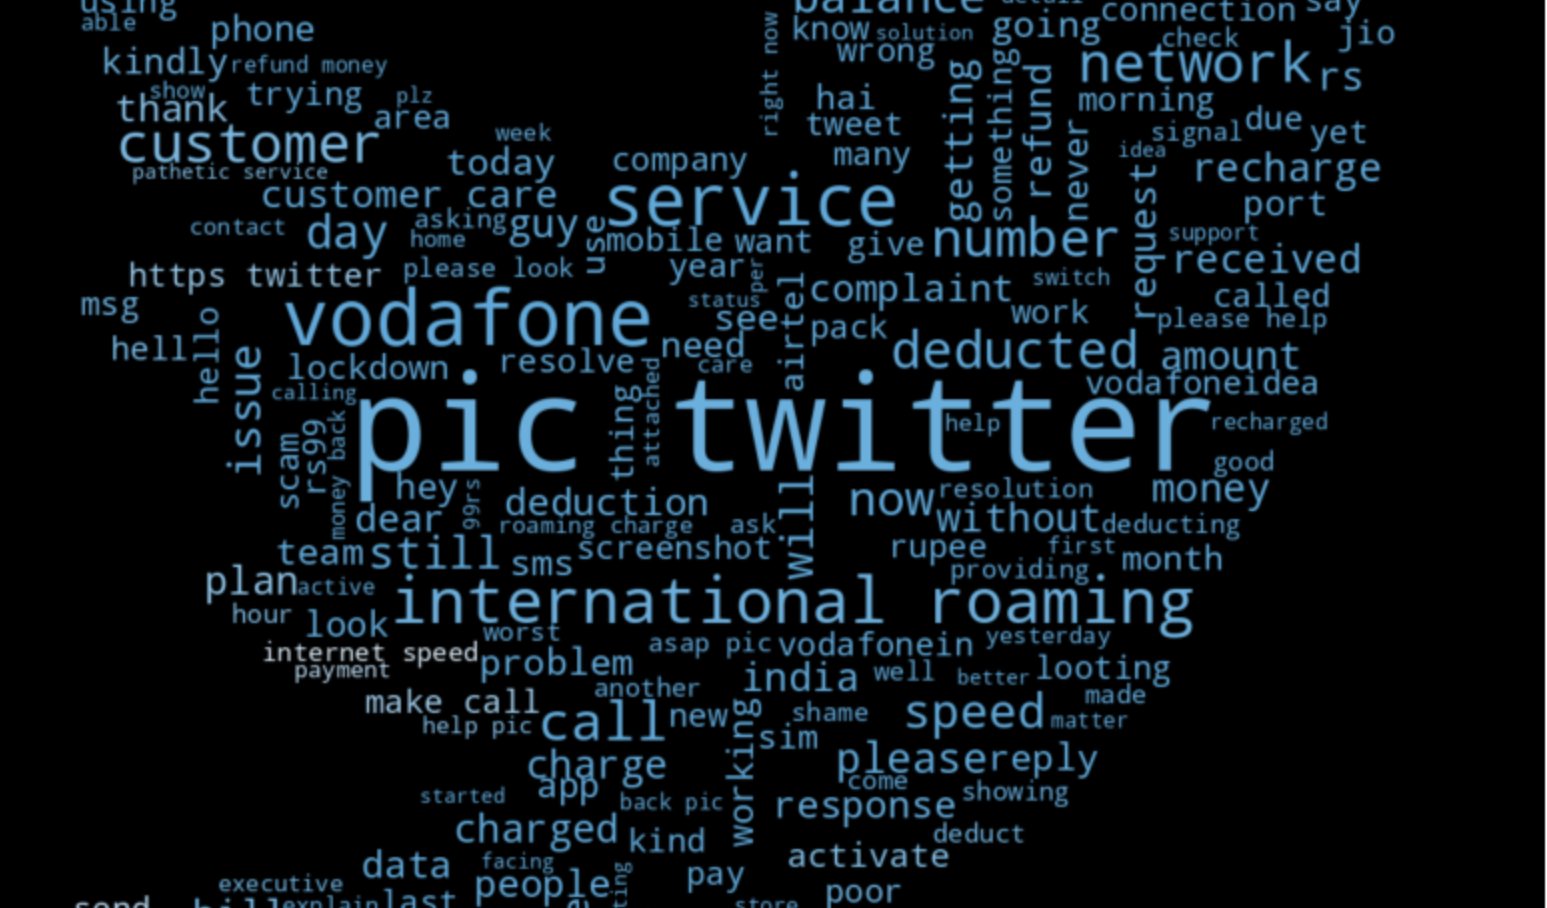 using
able
phone
kindly refund money
show trying plz
thank area
customer week
pathetic service today company
customer care service
contact day asking guy use
home mobile want give number
https twitter please look year per
msg status complaint switch
hello vodafone see airtel pack work
hell need deducted amount
issue lockdown resolve care vodafoneidea
calling pic twitter help recharged
thing attached
scam rs99 money back good
hey 99rs deduction will now resolution money
dear roaming charge ask without deducting
team still sms screenshot rupee first month
plan active providing
hour look international roaming
worst asap pic vodafonein yesterday
internet speed problem india well better looting
payment another made
make call call new shame speed matter
help pic working sim
charge please reply
app come
started back pic response showing
charged kind deduct
data facing activate
executive people pay poor
send explain last store
balance
know solution going connection say
right now wrong check jio
hai getting something refund network rs
tweet morning
many never signal due yet
idea recharge
request port
support
received
called
please help